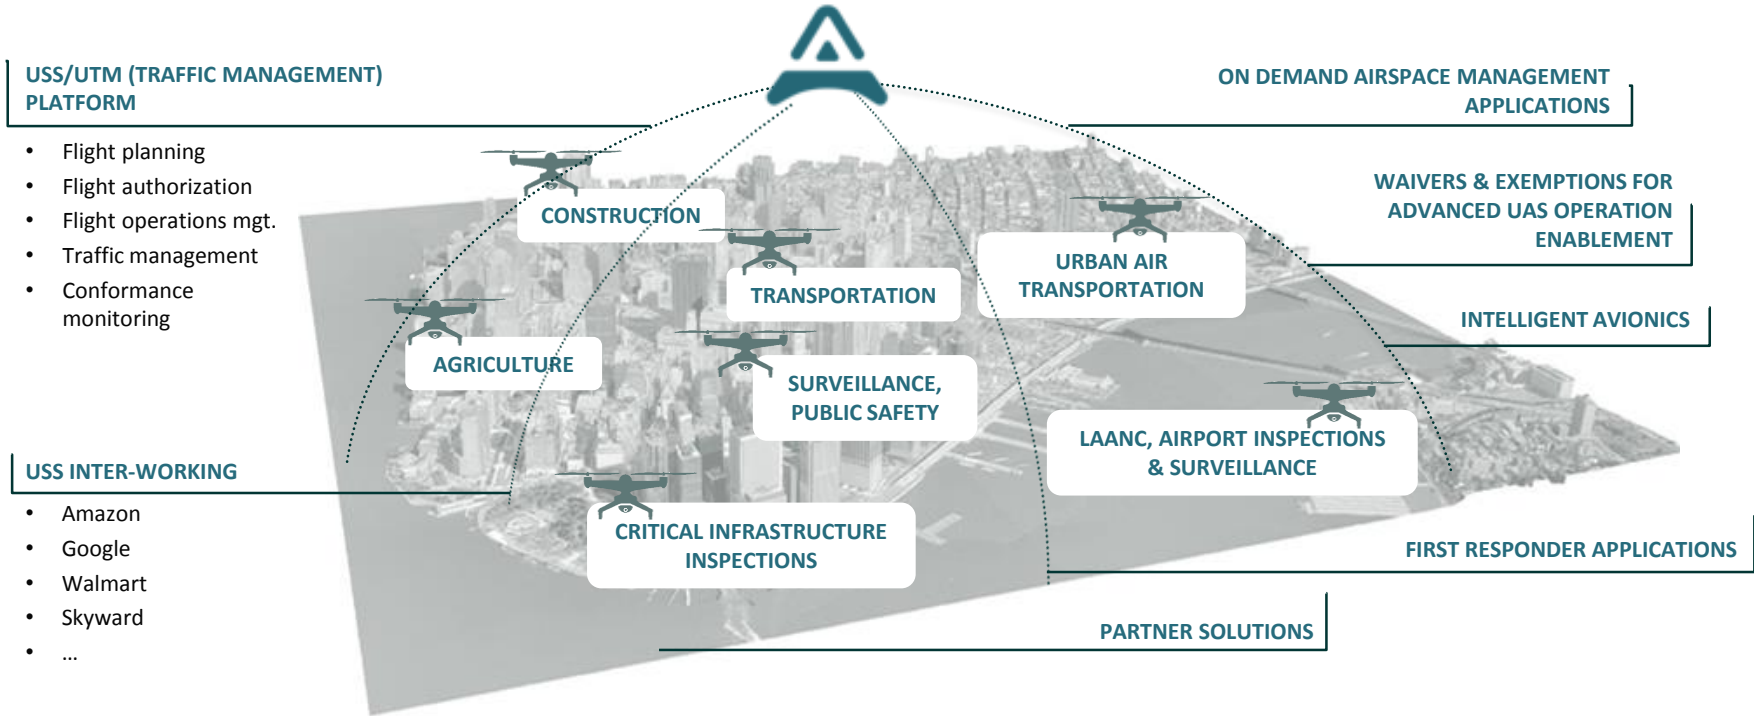 USS/UTM (TRAFFIC MANAGEMENT)
PLATFORM
• Flight planning
• Flight authorization
• Flight operations mgt.
• Traffic management
• Conformance
monitoring
USS INTER-WORKING
• Amazon
• Google
• Walmart
• Skyward
• ...
CONSTRUCTION
TRANSPORTATION
URBAN AIR
TRANSPORTATION
AGRICULTURE
SURVEILLANCE,
PUBLIC SAFETY
LAANC, AIRPORT INSPECTIONS
& SURVEILLANCE
CRITICAL INFRASTRUCTURE
INSPECTIONS
ON DEMAND AIRSPACE MANAGEMENT
APPLICATIONS
WAIVERS & EXEMPTIONS FOR
ADVANCED UAS OPERATION
ENABLEMENT
INTELLIGENT AVIONICS
FIRST RESPONDER APPLICATIONS
PARTNER SOLUTIONS